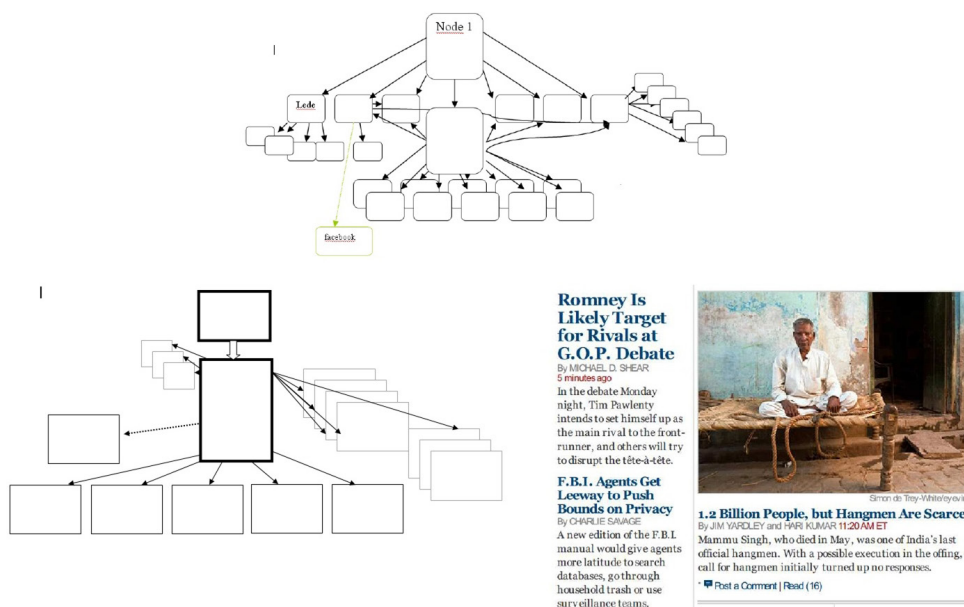 Node 1
Lede
facebook
Romney Is
Likely Target
for Rivals at
G.O.P. Debate
By MICHAEL D. SHEAR
5 minutes ago
In the debate Monday
night, Tim Pawlenty
intends to set himself up as
the main rival to the front-
runner, and others will try
to disrupt the tête-à-tête.
F.B.I. Agents Get
Leeway to Push
Bounds on Privacy
By CHARLIE SAVAGE
A new edition of the F.B.I.
manual would give agents
more latitude to search
databases, go through
household trash or use
surveillance teams.
Simon de Trey-White/eyevi
1.2 Billion People, but Hangmen Are Scarce
By JIM YARDLEY and HARI KUMAR 11:20 AM ET
Mammu Singh, who died in May, was one of India's last
official hangmen. With a possible execution in the offing,
call for hangmen initially turned up no responses.
Post a Comment | Read (16)